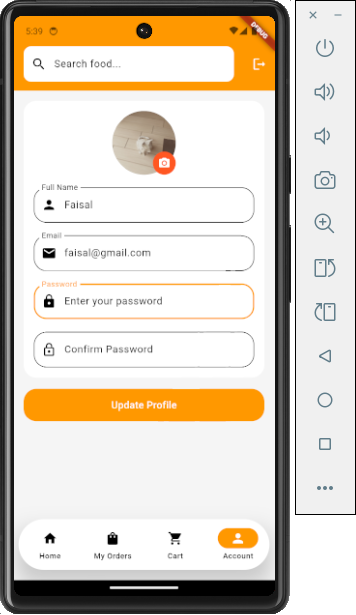 5:39
DEBUG
Search food...
Full Name
Faisal
Email
faisal@gmail.com
Password
Enter your password
Confirm Password
Update Profile
Home
My Orders
Cart
Account